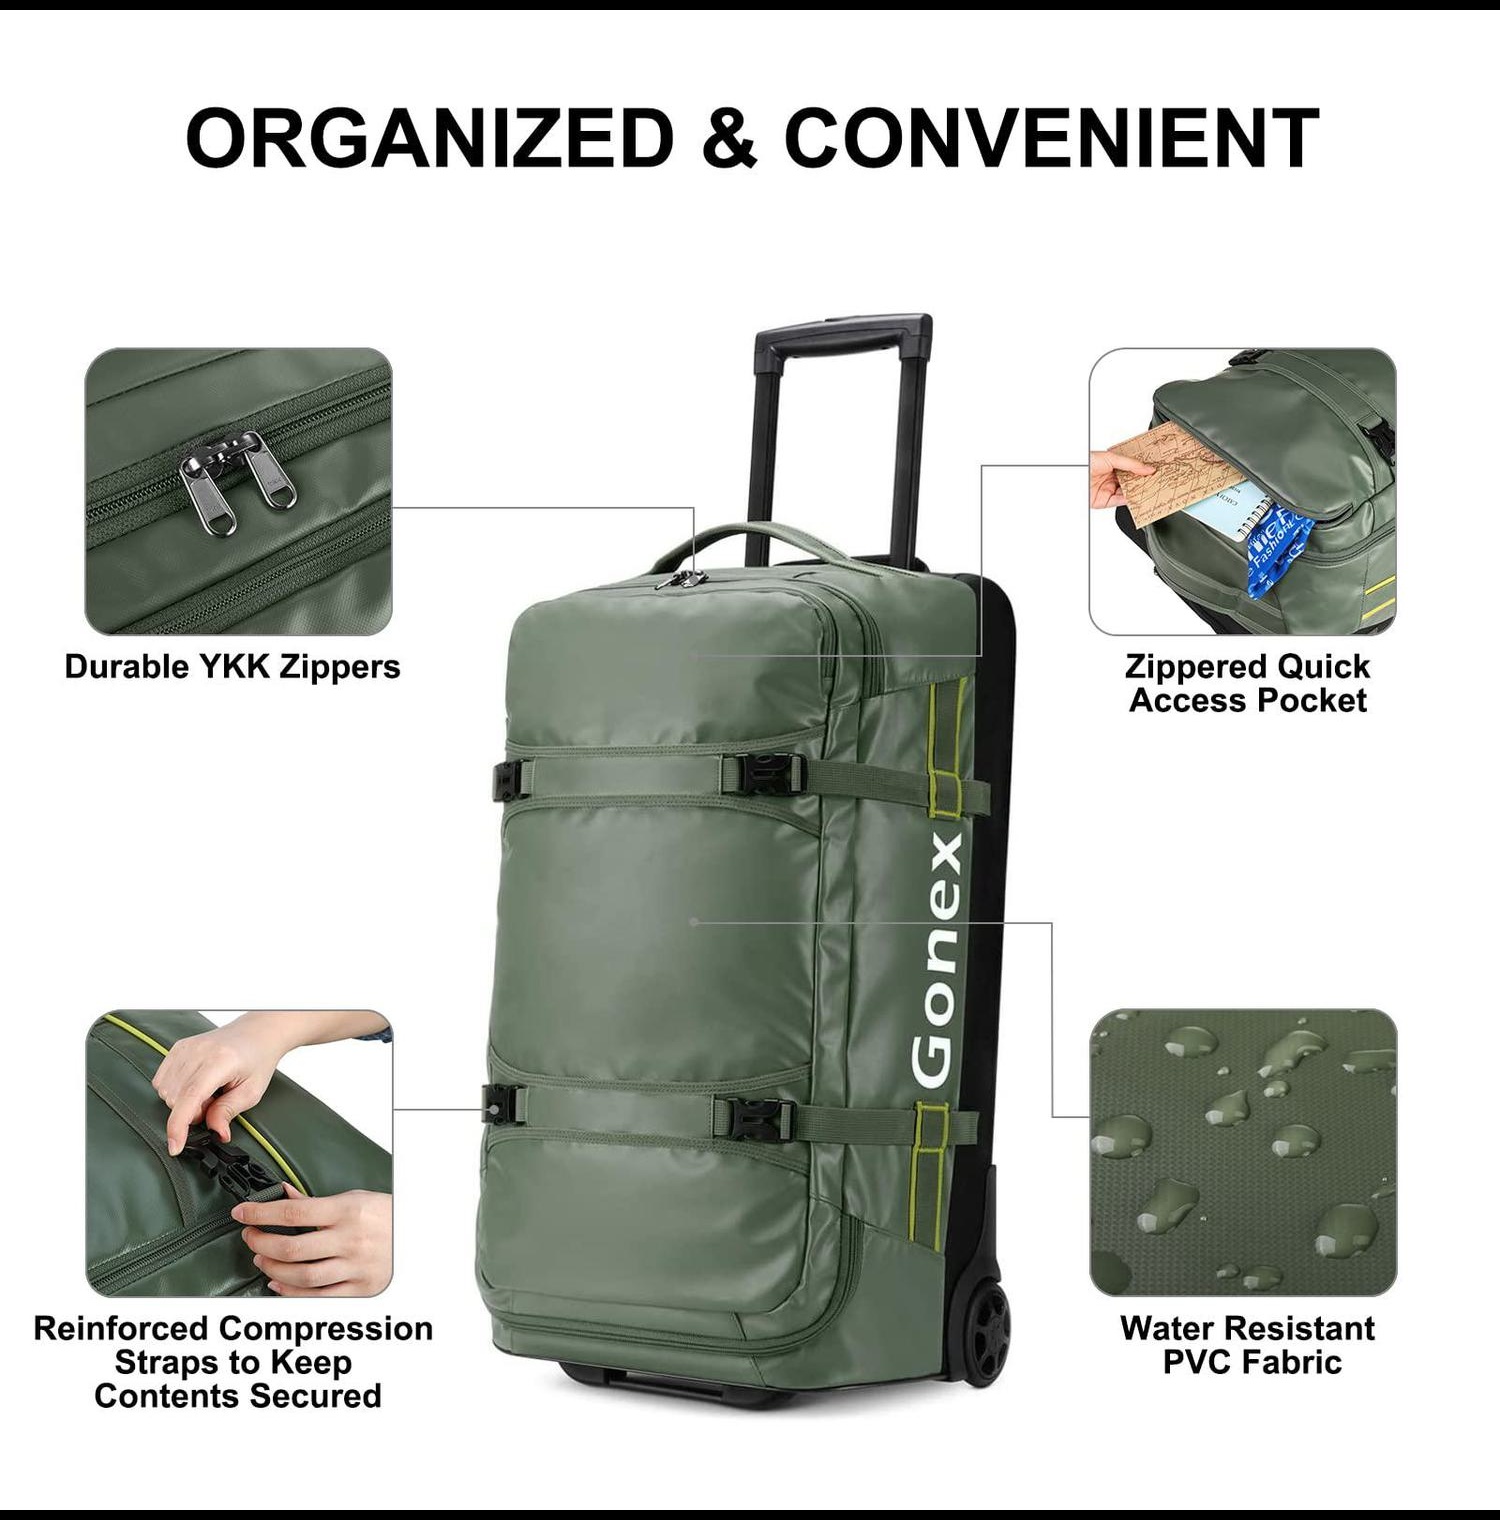 ORGANIZED & CONVENIENT
Durable YKK Zippers
Zippered Quick
Access Pocket
Gonex
Reinforced Compression
Straps to Keep
Contents Secured
Water Resistant
PVC Fabric